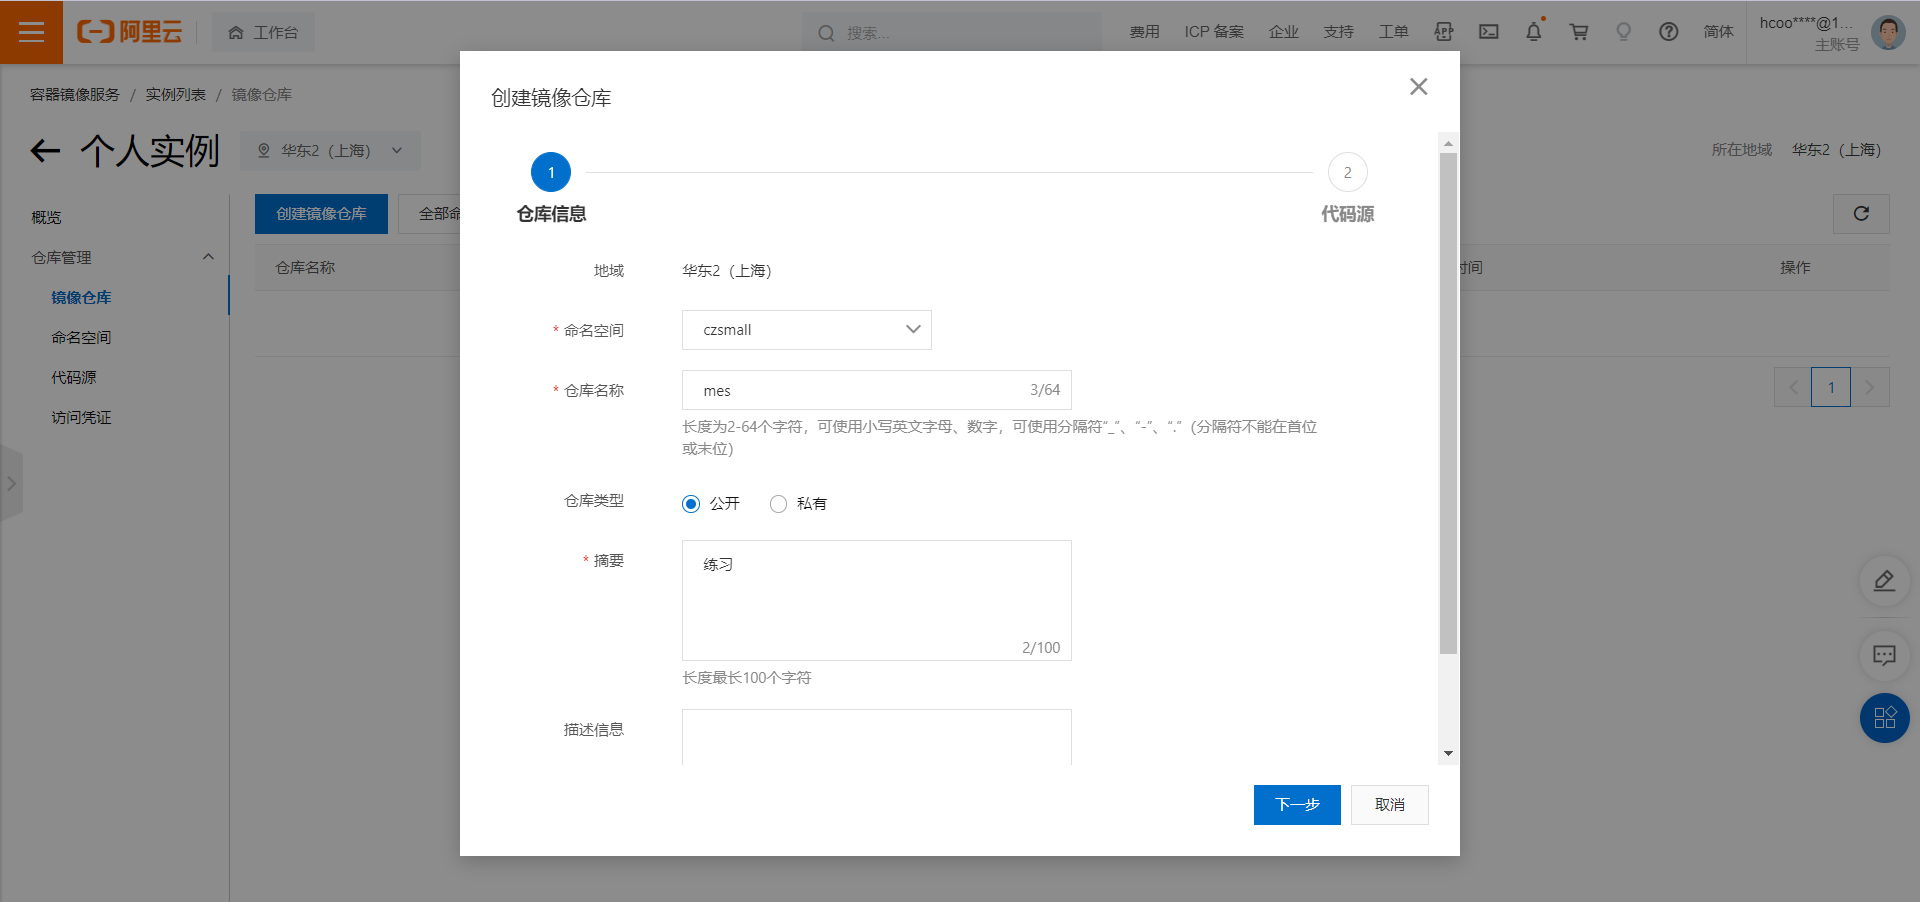 阿里云
工作台
搜索...
费用
ICP 备案
企业
支持
工单
APP
简体
hcoo****@1...
主账号
容器镜像服务 / 实例列表 / 镜像仓库
个人实例
华东2（上海）
所在地域 华东2（上海）
概览
仓库管理
镜像仓库
命名空间
代码源
访问凭证
创建镜像仓库
全部命
仓库名称
时间
操作
1
创建镜像仓库
1
仓库信息
2
代码源
地域 华东2（上海）
* 命名空间 czsmall
* 仓库名称 mes 3/64
长度为2-64个字符，可使用小写英文字母、数字，可使用分隔符“_”、“-”、“.”（分隔符不能在首位
或末位）
仓库类型 公开 私有
* 摘要 练习
2/100
长度最长100个字符
描述信息
下一步
取消